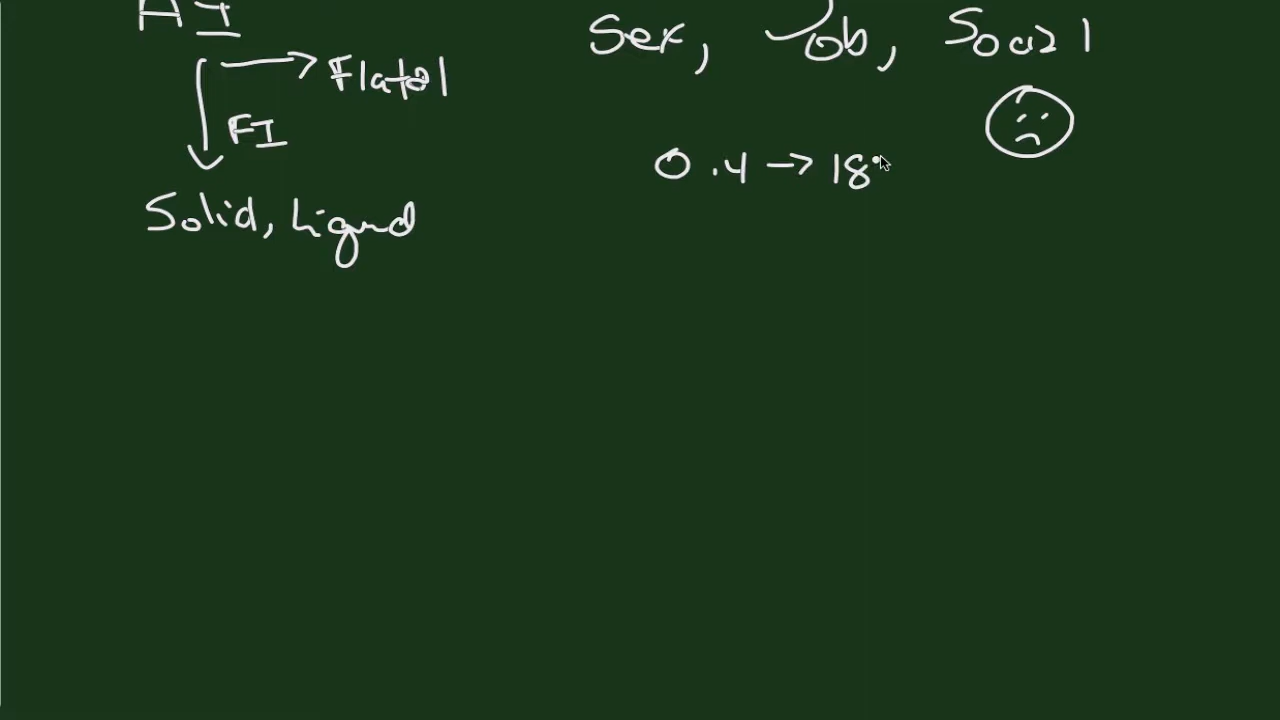 AI
Sex, Job, Social
→ Flatal
FI
0.4 → 18
Solid, Liquid